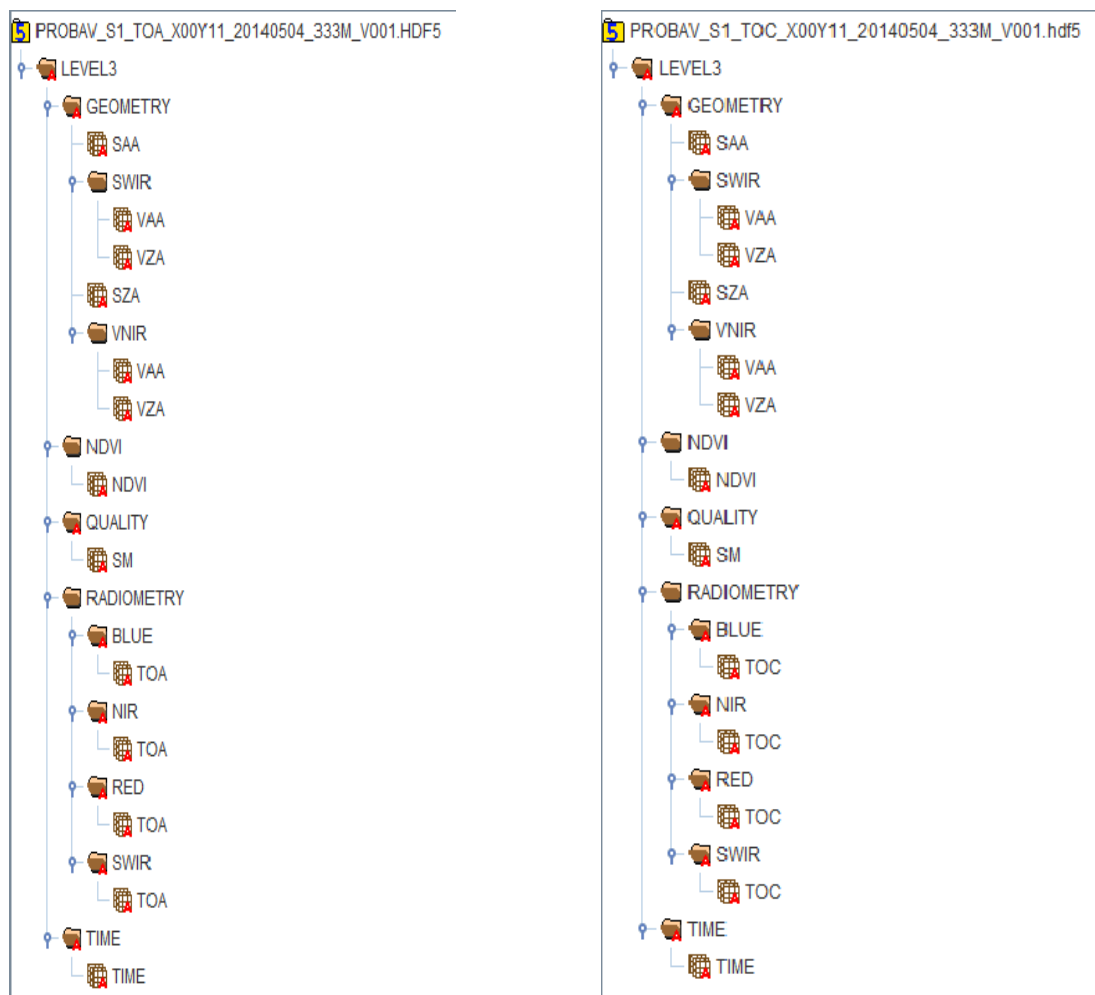 PROBAV_S1_TOA_X00Y11_20140504_333M_V001.HDF5
LEVEL3
GEOMETRY
SAA
SWIR
VAA
VZA
SZA
VNIR
VAA
VZA
NDVI
NDVI
QUALITY
SM
RADIOMETRY
BLUE
TOA
NIR
TOA
RED
TOA
SWIR
TOA
TIME
TIME
PROBAV_S1_TOC_X00Y11_20140504_333M_V001.hdf5
LEVEL3
GEOMETRY
SAA
SWIR
VAA
VZA
SZA
VNIR
VAA
VZA
NDVI
NDVI
QUALITY
SM
RADIOMETRY
BLUE
TOC
NIR
TOC
RED
TOC
SWIR
TOC
TIME
TIME